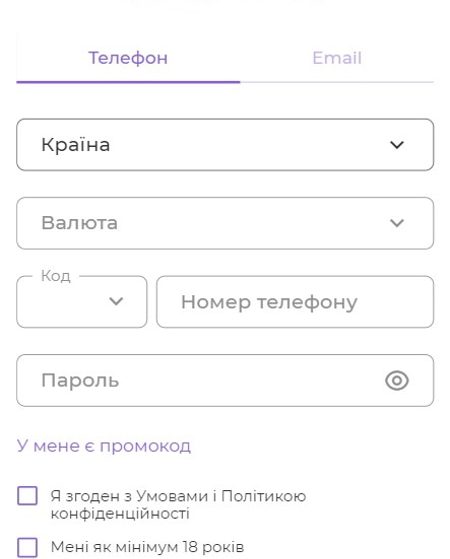 Телефон
Email
Країна
Валюта
Код
Номер телефону
Пароль
У мене є промокод
Я згоден з Умовами і Політикою
конфіденційності
Мені як мінімум 18 років